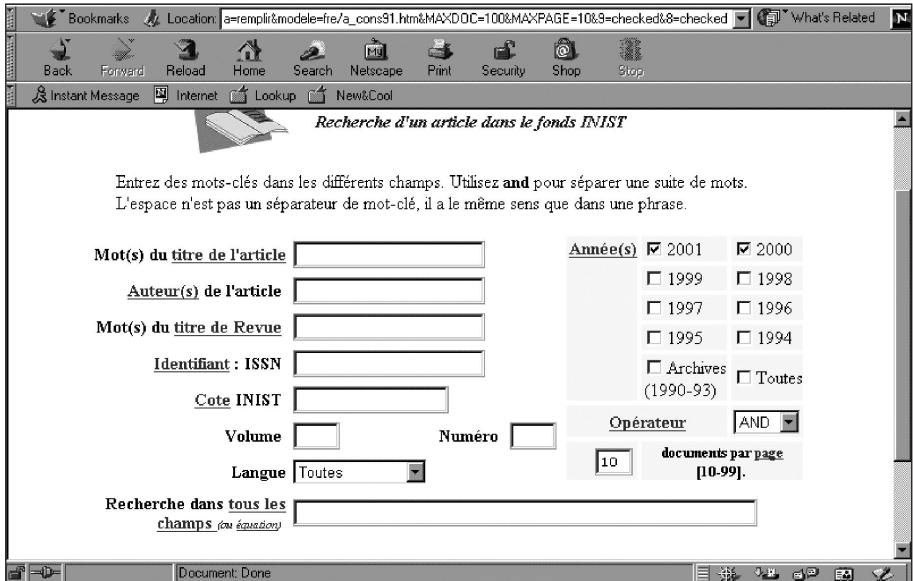 Bookmarks Location: a=remplir&modele=fre/a_cons91.htm&MAXDOC=100&MAXPAGE=10&9=checked&8=checked What's Related N
Back Forward Reload Home Search Netscape Print Security Shop Stop
Instant Message Internet Lookup New&Cool
Recherche d'un article dans le fonds INIST
Entrez des mots-clés dans les différents champs. Utilisez and pour séparer une suite de mots.
L'espace n'est pas un séparateur de mot-clé, il a le même sens que dans une phrase.
Mot(s) du titre de l'article
Auteur(s) de l'article
Mot(s) du titre de Revue
Identifiant : ISSN
Cote INIST
Volume Numéro
Langue Toutes
Année(s) 2001 2000
1999 1998
1997 1996
1995 1994
Archives
(1990-93) Toutes
Opérateur AND
10 documents par page
[10-99].
Recherche dans tous les
champs (ou équation)
Document: Done